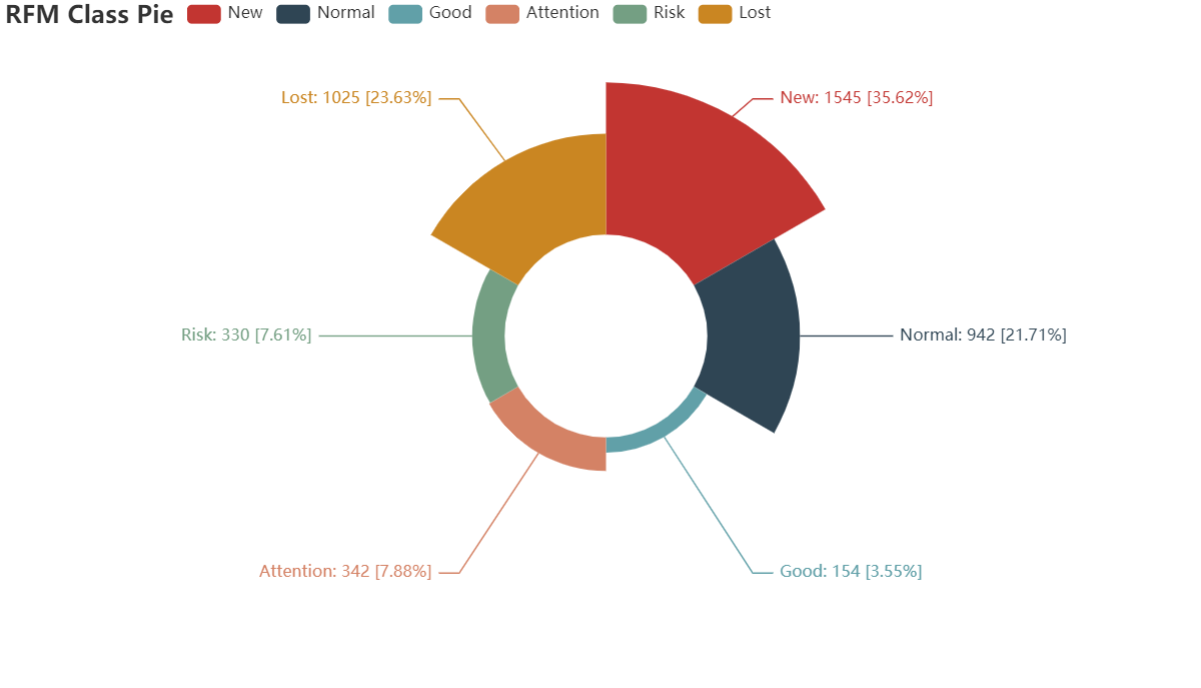 RFM Class Pie New Normal Good Attention Risk Lost
Lost: 1025 [23.63%] New: 1545 [35.62%]
Risk: 330 [7.61%] Normal: 942 [21.71%]
Attention: 342 [7.88%] Good: 154 [3.55%]